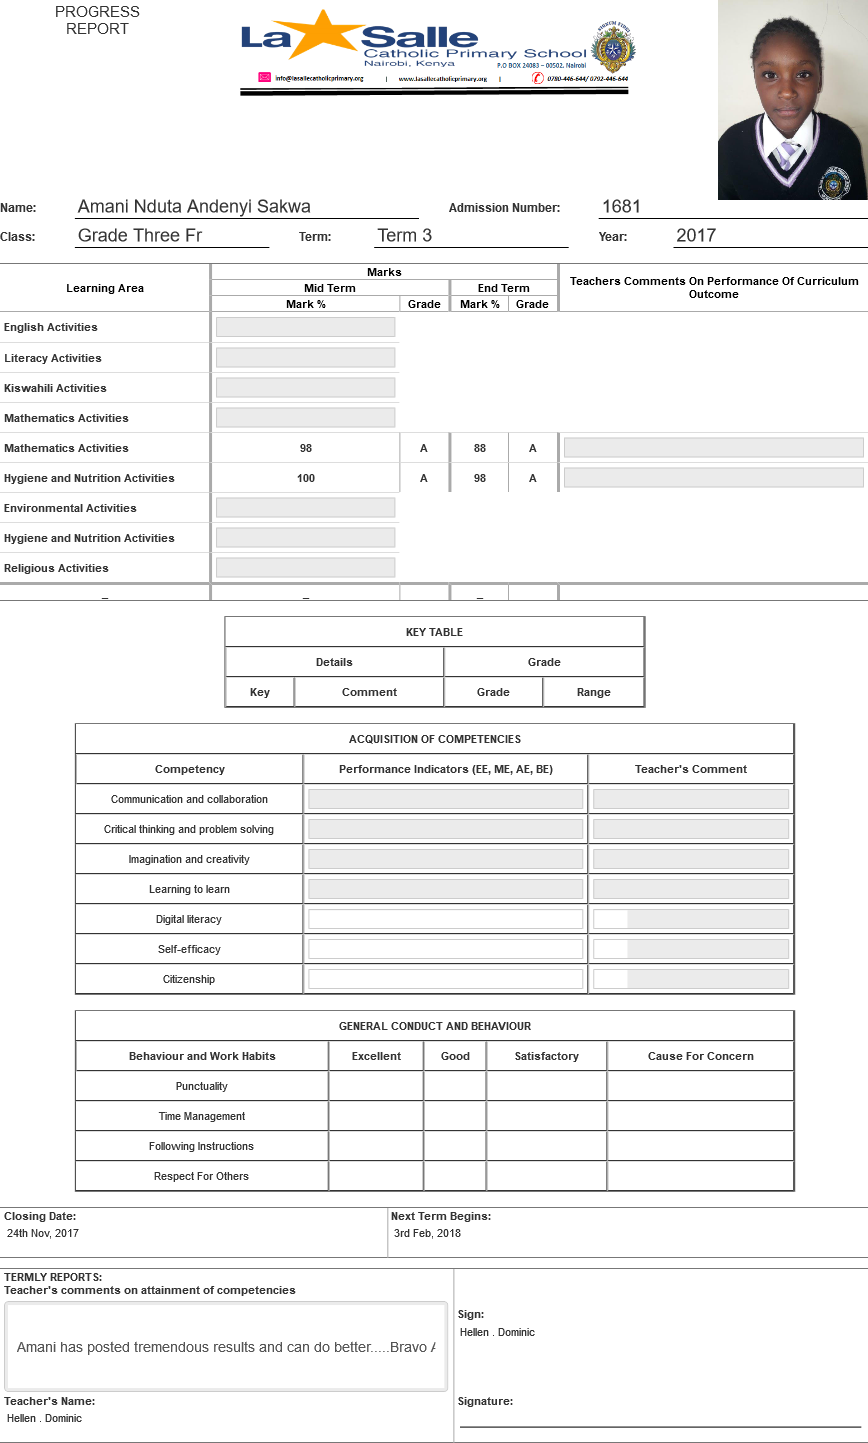 PROGRESS
REPORT
La Salle
Catholic Primary School
Nairobi, Kenya
P.O BOX 24083 – 00502, Nairobi
info@lasallecatholicprimary.org | www.lasallecatholicprimary.org | 0780-446-644/ 0792-446-644
Name: Amani Nduta Andenyi Sakwa Admission Number: 1681
Class: Grade Three Fr Term: Term 3 Year: 2017
Learning Area Marks Teachers Comments On Performance Of Curriculum Outcome
Mid Term End Term
Mark % Grade Mark % Grade
English Activities
Literacy Activities
Kiswahili Activities
Mathematics Activities
Mathematics Activities 98 A 88 A
Hygiene and Nutrition Activities 100 A 98 A
Environmental Activities
Hygiene and Nutrition Activities
Religious Activities
_ _ _
KEY TABLE
Details Grade
Key Comment Grade Range
ACQUISITION OF COMPETENCIES
Competency Performance Indicators (EE, ME, AE, BE) Teacher's Comment
Communication and collaboration
Critical thinking and problem solving
Imagination and creativity
Learning to learn
Digital literacy
Self-efficacy
Citizenship
GENERAL CONDUCT AND BEHAVIOUR
Behaviour and Work Habits Excellent Good Satisfactory Cause For Concern
Punctuality
Time Management
Following Instructions
Respect For Others
Closing Date: Next Term Begins:
24th Nov, 2017 3rd Feb, 2018
TERMLY REPORTS:
Teacher's comments on attainment of competencies
Sign:
Hellen . Dominic
Amani has posted tremendous results and can do better.....Bravo
Teacher's Name: Signature:
Hellen . Dominic